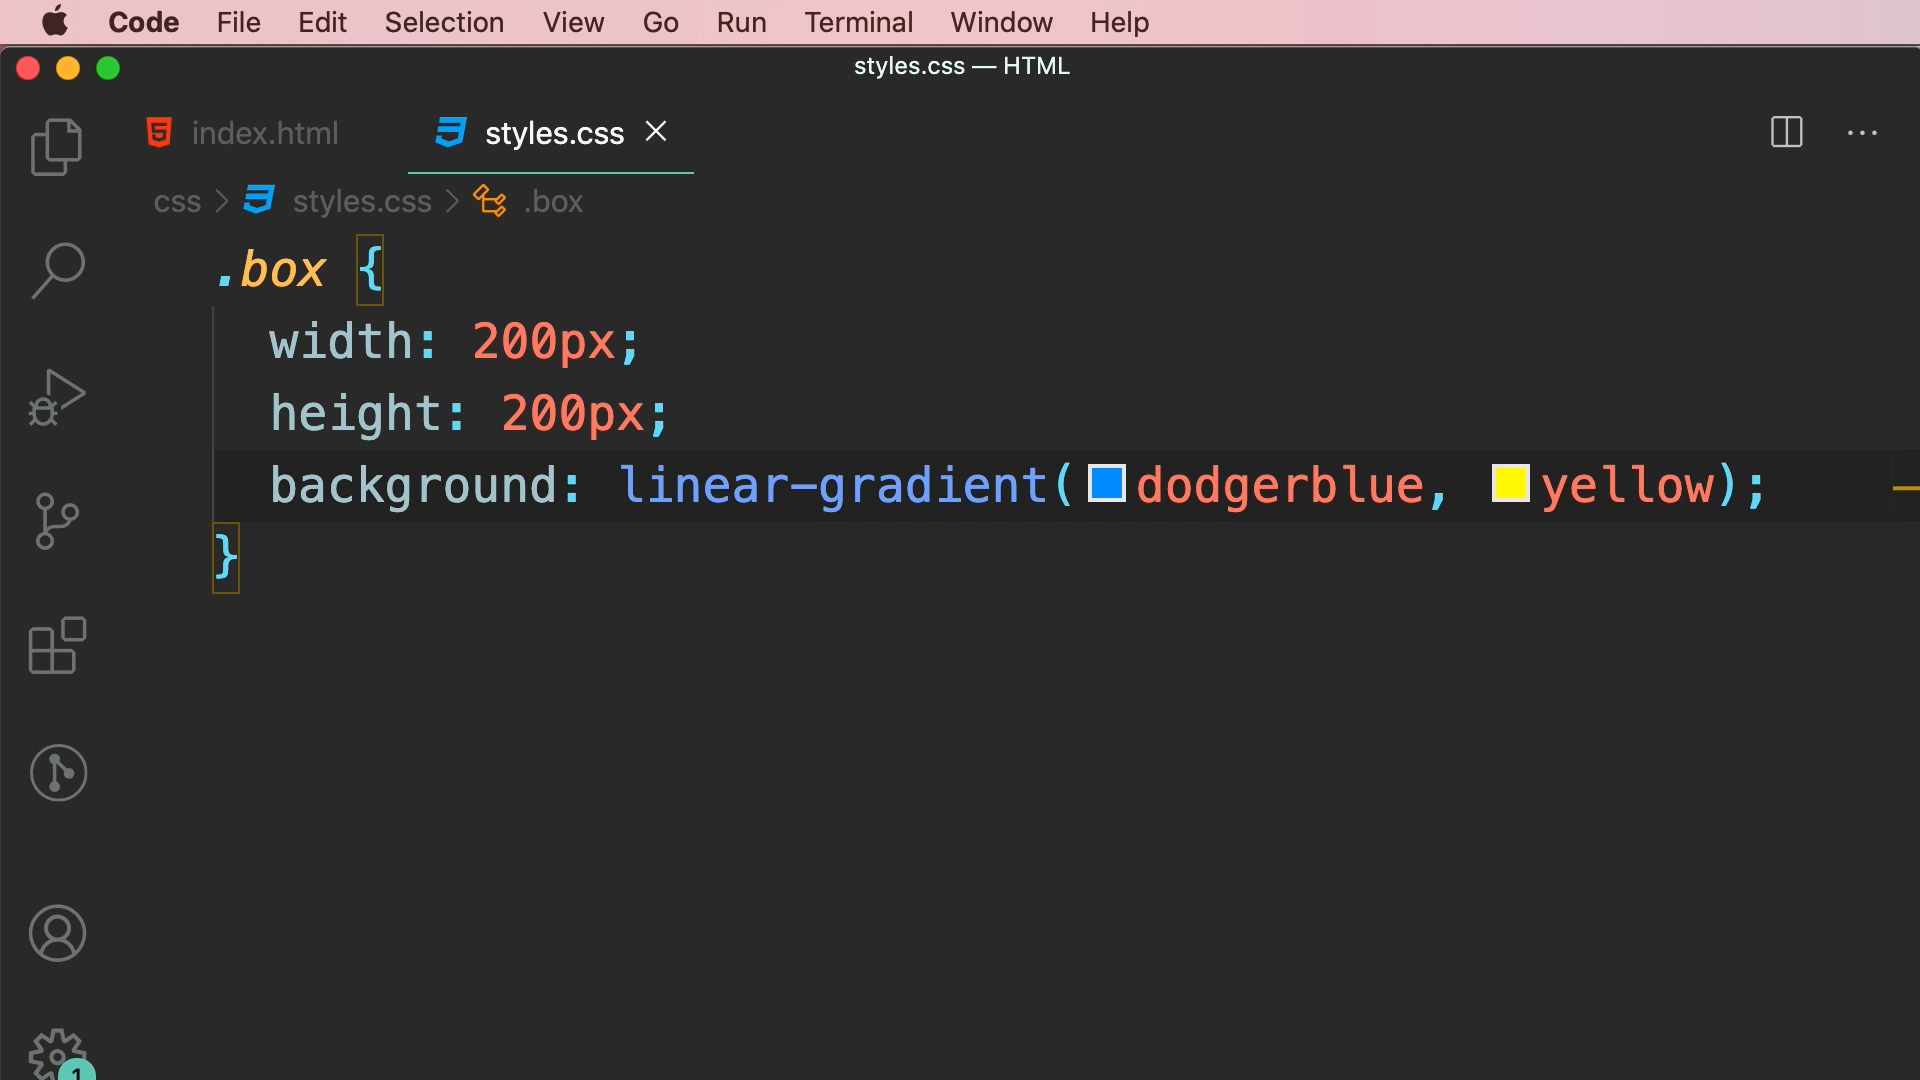 Code File Edit Selection View Go Run Terminal Window Help
styles.css — HTML
index.html styles.css
css > styles.css > .box
.box {
width: 200px;
height: 200px;
background: linear-gradient(dodgerblue, yellow);
}
1